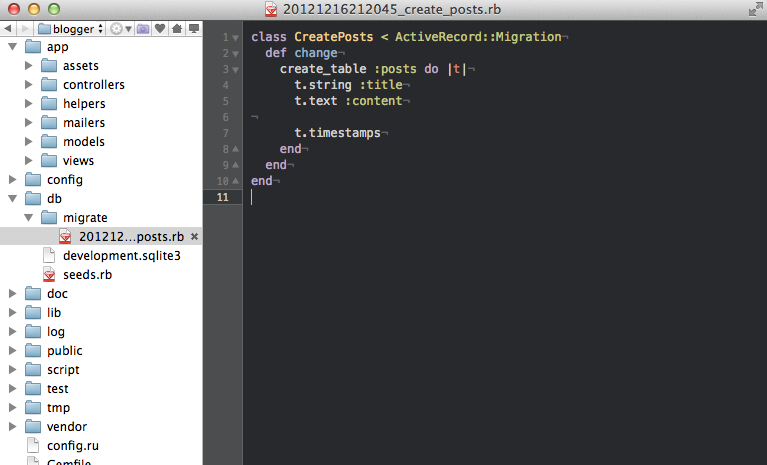 20121216212045_create_posts.rb
blogger
app
assets
controllers
helpers
mailers
models
views
config
db
migrate
201212...posts.rb
development.sqlite3
seeds.rb
doc
lib
log
public
script
test
tmp
vendor
config.ru
Gemfile
1 class CreatePosts < ActiveRecord::Migration¬
2 def change¬
3 create_table :posts do |t|¬
4 t.string :title¬
5 t.text :content¬
6 ¬
7 t.timestamps¬
8 end¬
9 end¬
10 end¬
11